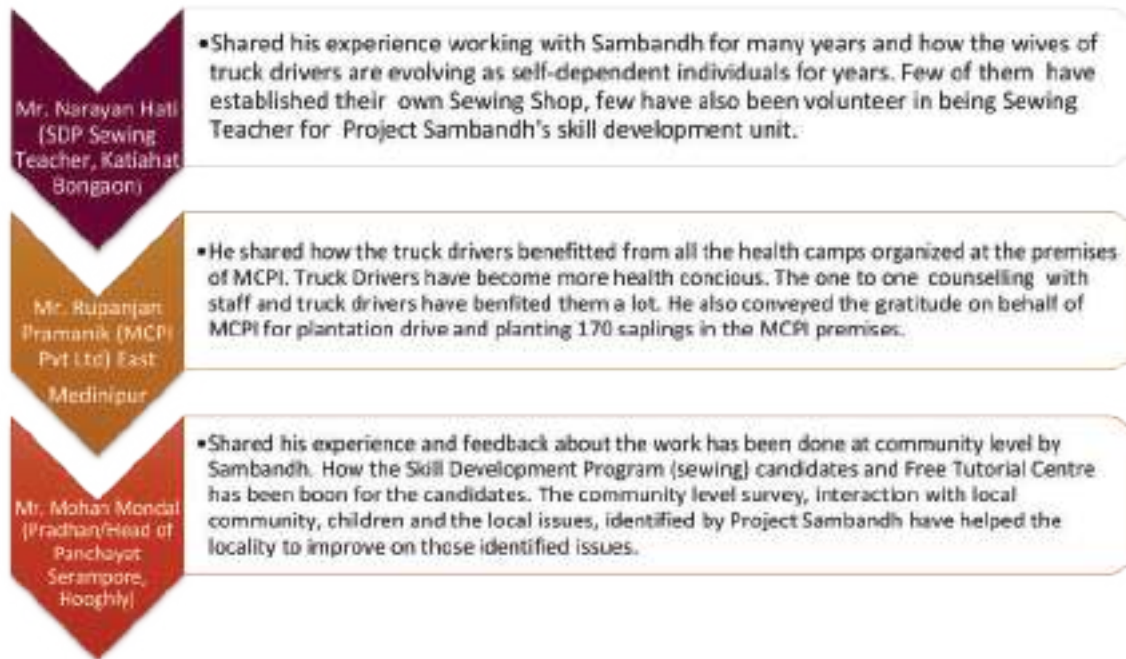 Mr. Narayan Hati
(SDP Sewing
Teacher, Katiahat
Bongaon)
•Shared his experience working with Sambandh for many years and how the wives of
truck drivers are evolving as self-dependent individuals for years. Few of them have
established their own Sewing Shop, few have also been volunteer in being Sewing
Teacher for Project Sambandh's skill development unit.
Mr. Rupanjan
Pramanik (MCPI
Pvt Ltd) East
Medinipur
•He shared how the truck drivers benefitted from all the health camps organized at the premises
of MCPI. Truck Drivers have become more health concious. The one to one counselling with
staff and truck drivers have benfited them a lot. He also conveyed the gratitude on behalf of
MCPI for plantation drive and planting 170 saplings in the MCPI premises.
Mr. Mohan Mondal
(Pradhan/Head of
Panchayat
Serampore,
Hooghly)
•Shared his experience and feedback about the work has been done at community level by
Sambandh. How the Skill Development Program (sewing) candidates and Free Tutorial Centre
has been boon for the candidates. The community level survey, interaction with local
community, children and the local issues, identified by Project Sambandh have helped the
locality to improve on those identified issues.